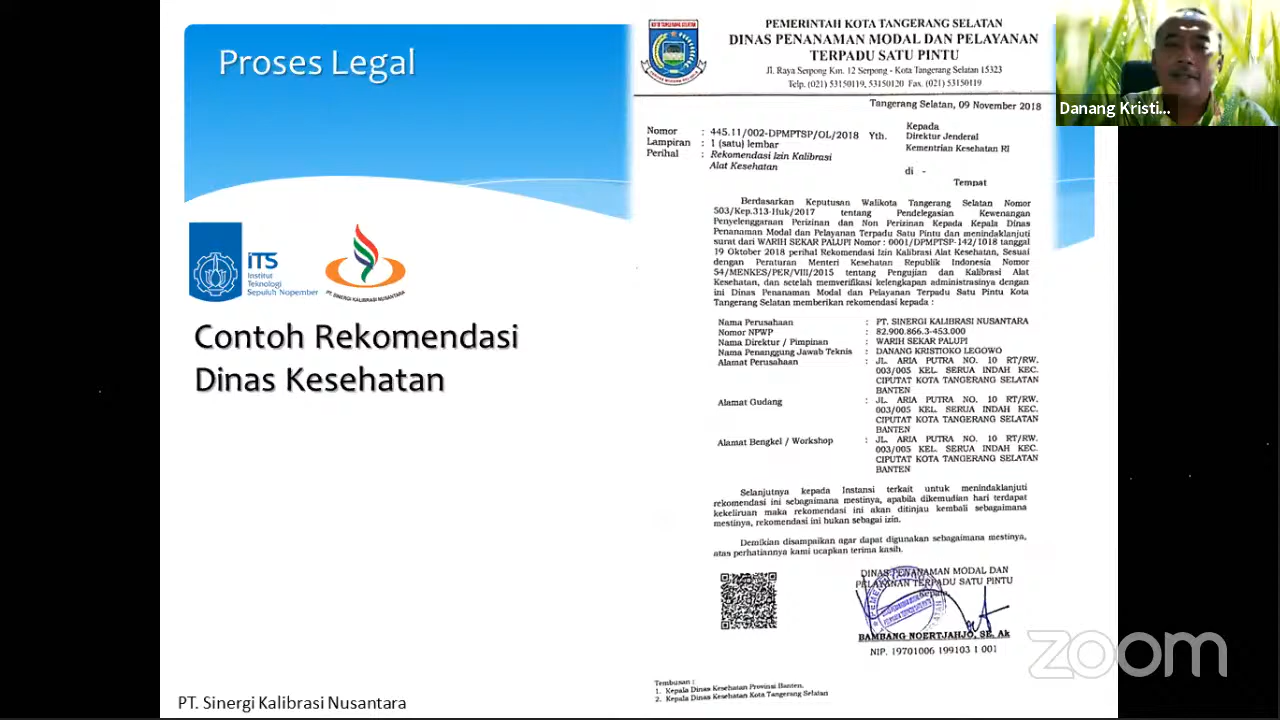 Proses Legal
ITS
Institut
Teknologi
Sepuluh Nopember
PT. SINERGI KALIBRASI NUSANTARA
Contoh Rekomendasi
Dinas Kesehatan
PT. Sinergi Kalibrasi Nusantara
KOTA TANGERANG SELATAN
PEMERINTAH KOTA TANGERANG SELATAN
DINAS PENANAMAN MODAL DAN PELAYANAN
TERPADU SATU PINTU
Jl. Raya Serpong Km. 12 Serpong - Kota Tangerang Selatan 15323
Telp. (021) 53150119, 53150120 Fax. (021) 53150119
Tangerang Selatan, 09 November 2018
Nomor : 445.11/002-DPMPTSP/OL/2018
Lampiran : 1 (satu) lembar
Perihal : Rekomendasi Izin Kalibrasi
Alat Kesehatan
Kepada
Yth. Direktur Jenderal
Kementrian Kesehatan RI
di -
Tempat
Berdasarkan Keputusan Walikota Tangerang Selatan Nomor
503/Kep.313-Huk/2017 tentang Pendelegasian Kewenangan
Penyelenggaraan Perizinan dan Non Perizinan Kepada Kepala Dinas
Penanaman Modal dan Pelayanan Terpadu Satu Pintu dan menindaklanjuti
surat dari WARIH SEKAR PALUPI Nomor : 0001/DPMPTSP-142/1018 tanggal
19 Oktober 2018 perihal Rekomendasi Izin Kalibrasi Alat Kesehatan, Sesuai
dengan Peraturan Menteri Kesehatan Republik Indonesia Nomor
54/MENKES/PER/VIII/2015 tentang Pengujian dan Kalibrasi Alat
Kesehatan, dan setelah memverifikasi kelengkapan administrasinya dengan
ini Dinas Penanaman Modal dan Pelayanan Terpadu Satu Pintu Kota
Tangerang Selatan memberikan rekomendasi kepada :
Nama Perusahaan : PT. SINERGI KALIBRASI NUSANTARA
Nomor NPWP : 82.900.866.3-453.000
Nama Direktur / Pimpinan : WARIH SEKAR PALUPI
Nama Penanggung Jawab Teknis : DANANG KRISTIOKO LEGOWO
Alamat Perusahaan : JL. ARIA PUTRA NO. 10 RT/RW.
003/005 KEL. SERUA INDAH KEC.
CIPUTAT KOTA TANGERANG SELATAN
BANTEN
Alamat Gudang : JL. ARIA PUTRA NO. 10 RT/RW.
003/005 KEL. SERUA INDAH KEC.
CIPUTAT KOTA TANGERANG SELATAN
BANTEN
Alamat Bengkel / Workshop : JL. ARIA PUTRA NO. 10 RT/RW.
003/005 KEL. SERUA INDAH KEC.
CIPUTAT KOTA TANGERANG SELATAN
BANTEN
Selanjutnya kepada Instansi terkait untuk menindaklanjuti
rekomendasi ini sebagaimana mestinya, apabila dikemudian hari terdapat
kekeliruan maka rekomendasi ini akan ditinjau kembali sebagaimana
mestinya, rekomendasi ini bukan sebagai izin.
Demikian disampaikan agar dapat digunakan sebagaimana mestinya,
atas perhatiannya kami ucapkan terima kasih.
DINAS PENANAMAN MODAL DAN
PELAYANAN TERPADU SATU PINTU
Kepala,
BAMBANG NOERTJAHJO, SE. Ak
NIP. 19701006 199103 1 001
Tembusan :
1. Kepala Dinas Kesehatan Provinsi Banten,
2. Kepala Dinas Kesehatan Kota Tangerang Selatan
Danang Kristi...
zoom